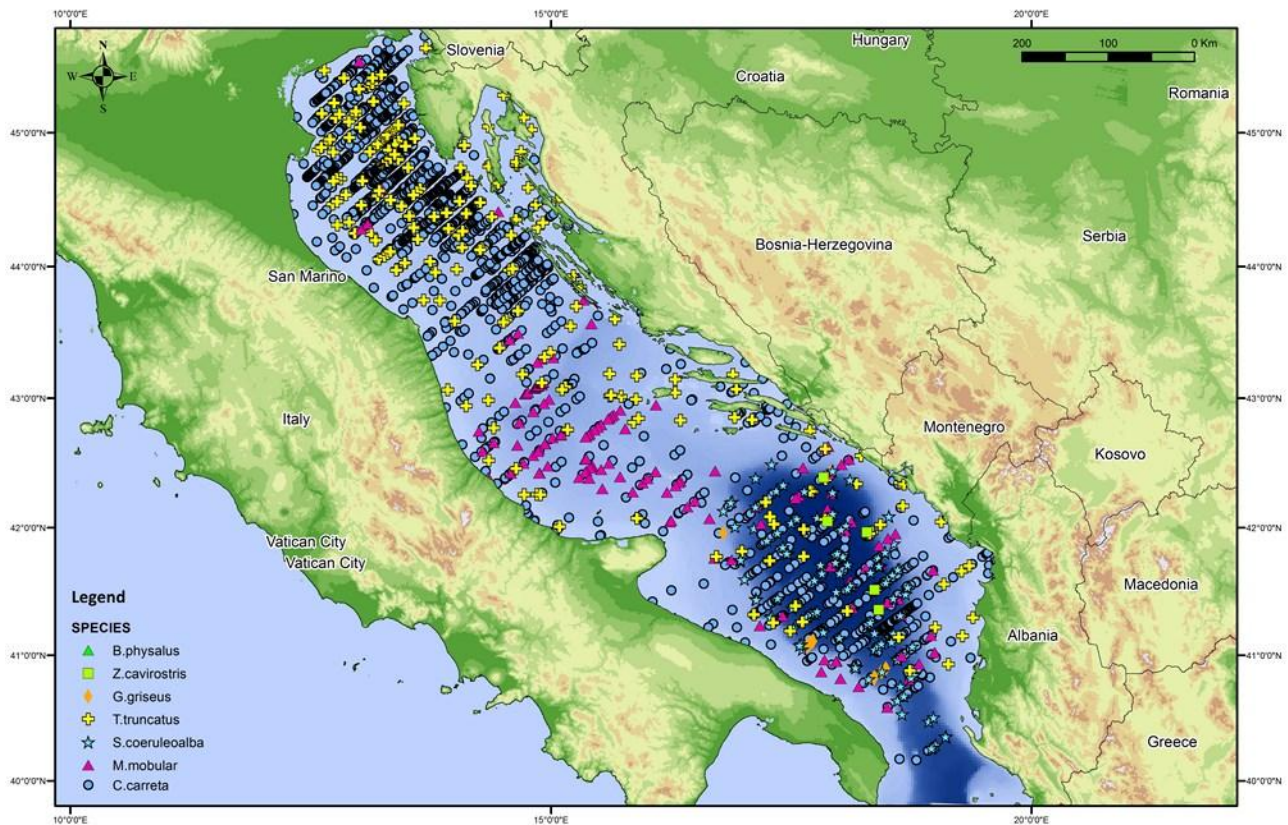 10°0'0"E 15°0'0"E 20°0'0"E
N
W E
S
Slovenia
Hungary
200 100 0 Km
Croatia
Romania
45°0'0"N 45°0'0"N
Bosnia-Herzegovina
Serbia
44°0'0"N 44°0'0"N
San Marino
43°0'0"N 43°0'0"N
Italy
Montenegro
Kosovo
42°0'0"N 42°0'0"N
Vatican City
Vatican City
Macedonia
Legend
SPECIES
Albania
B.physalus
41°0'0"N 41°0'0"N
Z.cavirostris
G.griseus
T.truncatus
S.coeruleoalba
Greece
M.mobular
40°0'0"N 40°0'0"N
C.carreta
10°0'0"E 15°0'0"E 20°0'0"E